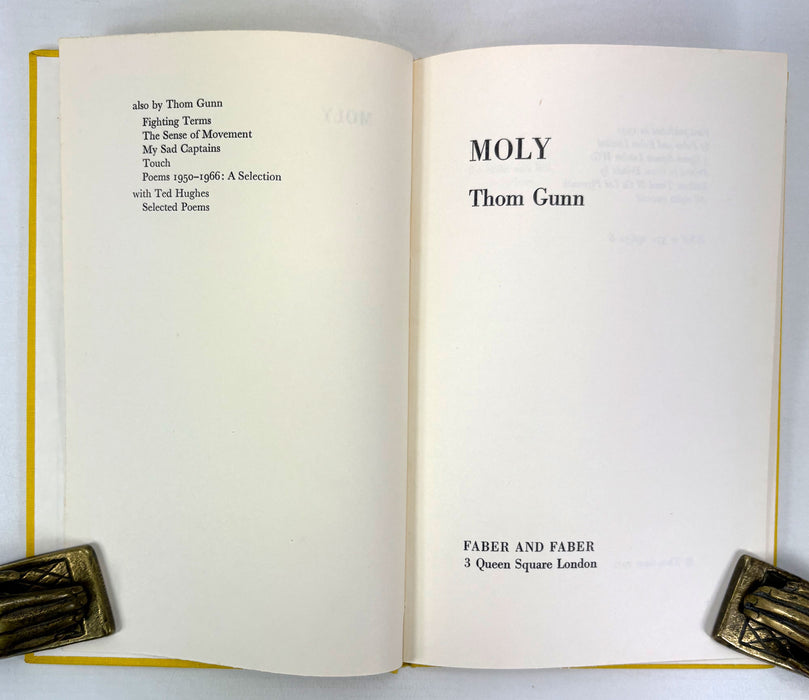 also by Thom Gunn
Fighting Terms
The Sense of Movement
My Sad Captains
Touch
Poems 1950–1966: A Selection
with Ted Hughes
Selected Poems
MOLY
Thom Gunn
FABER AND FABER
3 Queen Square London